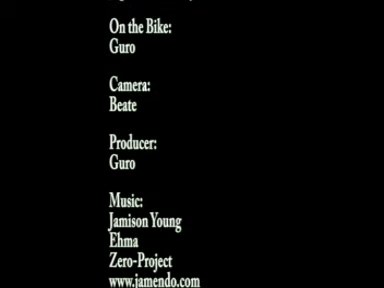 On the Bike:
Guro
Camera:
Beate
Producer:
Guro
Music:
Jamison Young
Ehma
Zero-Project
www.jamendo.com